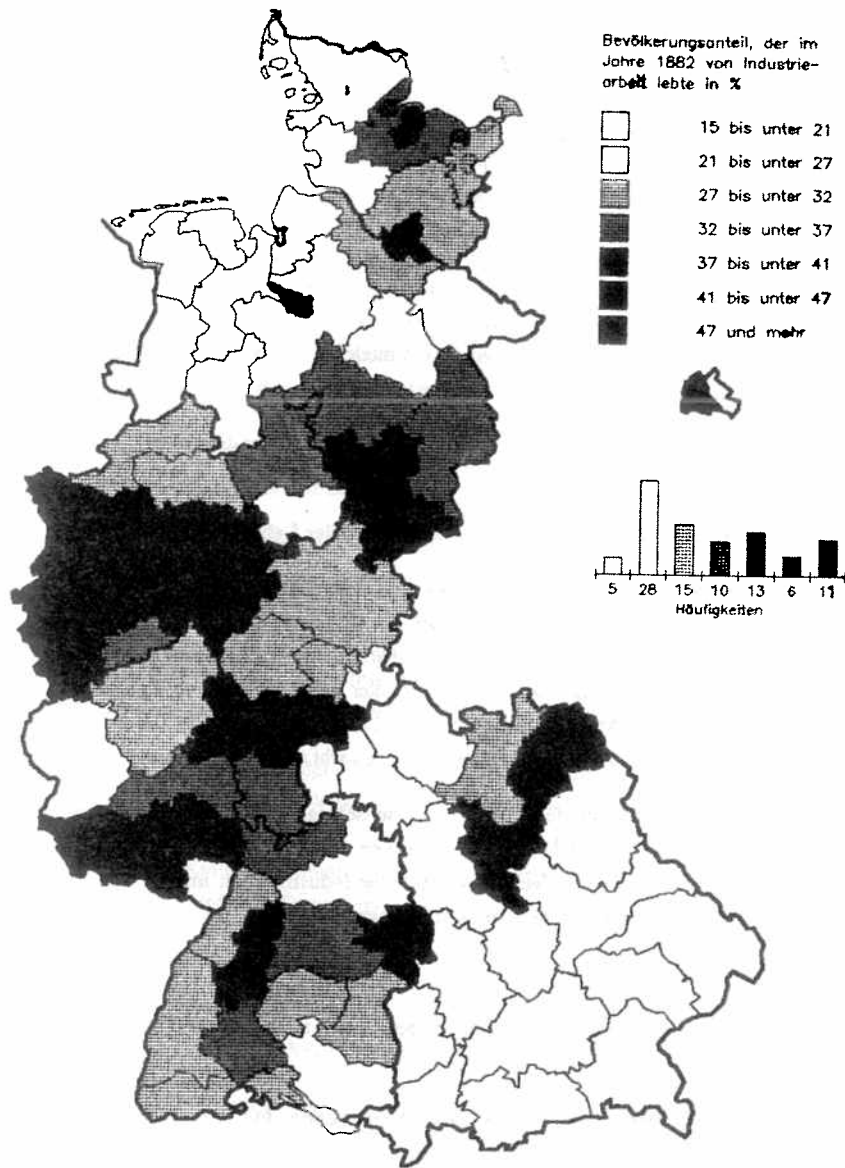 Bevölkerungsanteil, der im
Jahre 1882 von Industrie-
arbeit lebte in %
15 bis unter 21
21 bis unter 27
27 bis unter 32
32 bis unter 37
37 bis unter 41
41 bis unter 47
47 und mehr
5 28 15 10 13 6 11
Häufigkeiten